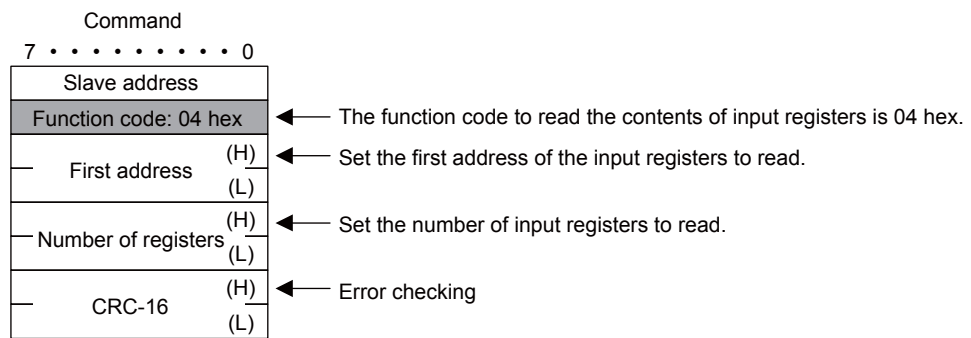 Command
7 • • • • • • • • • 0
Slave address
Function code: 04 hex
The function code to read the contents of input registers is 04 hex.
First address
(H)
(L)
Set the first address of the input registers to read.
Number of registers
(H)
(L)
Set the number of input registers to read.
CRC-16
(H)
(L)
Error checking